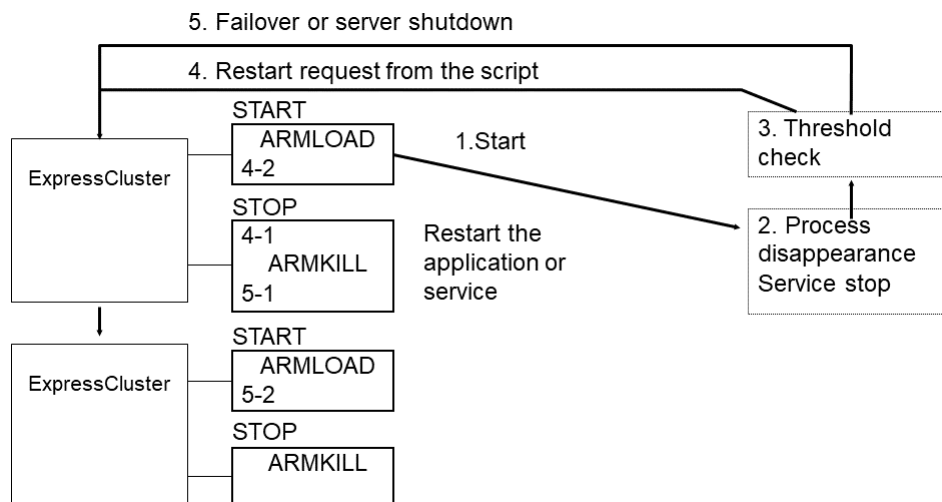 5. Failover or server shutdown
4. Restart request from the script
START
ARMLOAD
4-2
1.Start
3. Threshold
check
ExpressCluster
STOP
4-1
ARMKILL
5-1
Restart the
application or
service
2. Process
disappearance
Service stop
START
ARMLOAD
5-2
ExpressCluster
STOP
ARMKILL